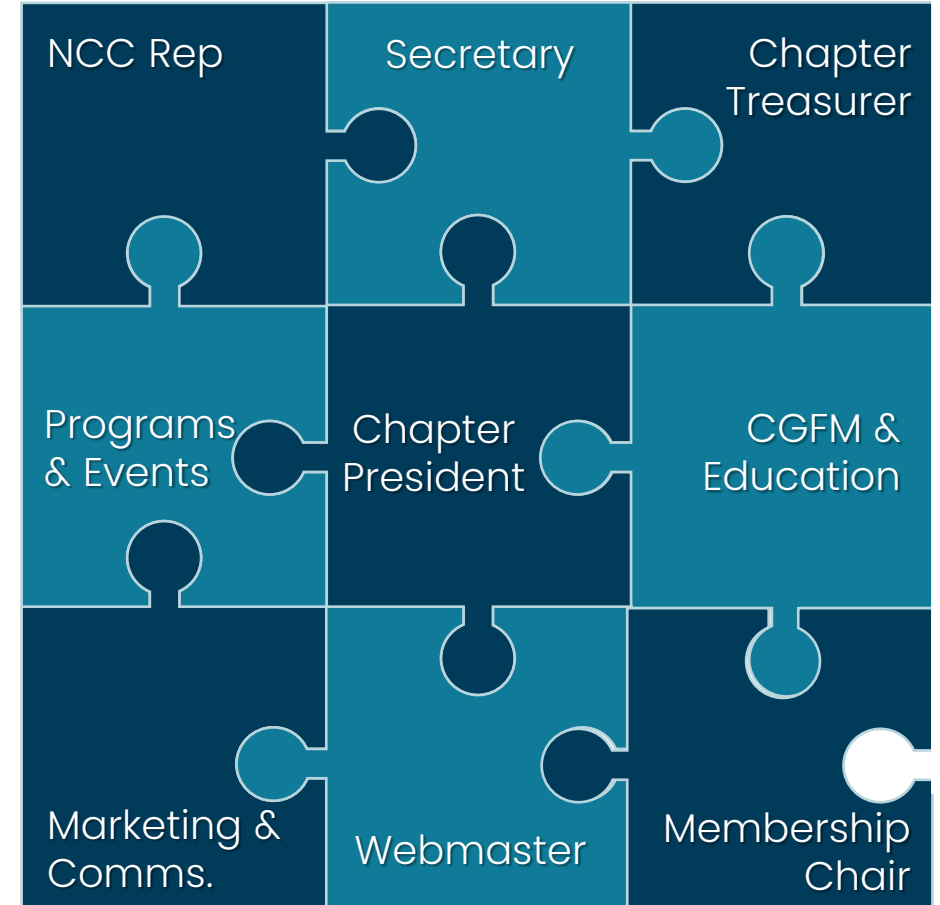 NCC Rep
Secretary
Chapter
Treasurer
Programs
& Events
Chapter
President
CGFM &
Education
Marketing &
Comms.
Webmaster
Membership
Chair